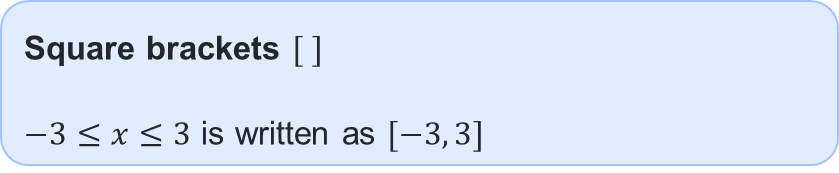 Square brackets [ ]
−3 ≤ x ≤ 3 is written as [−3, 3]